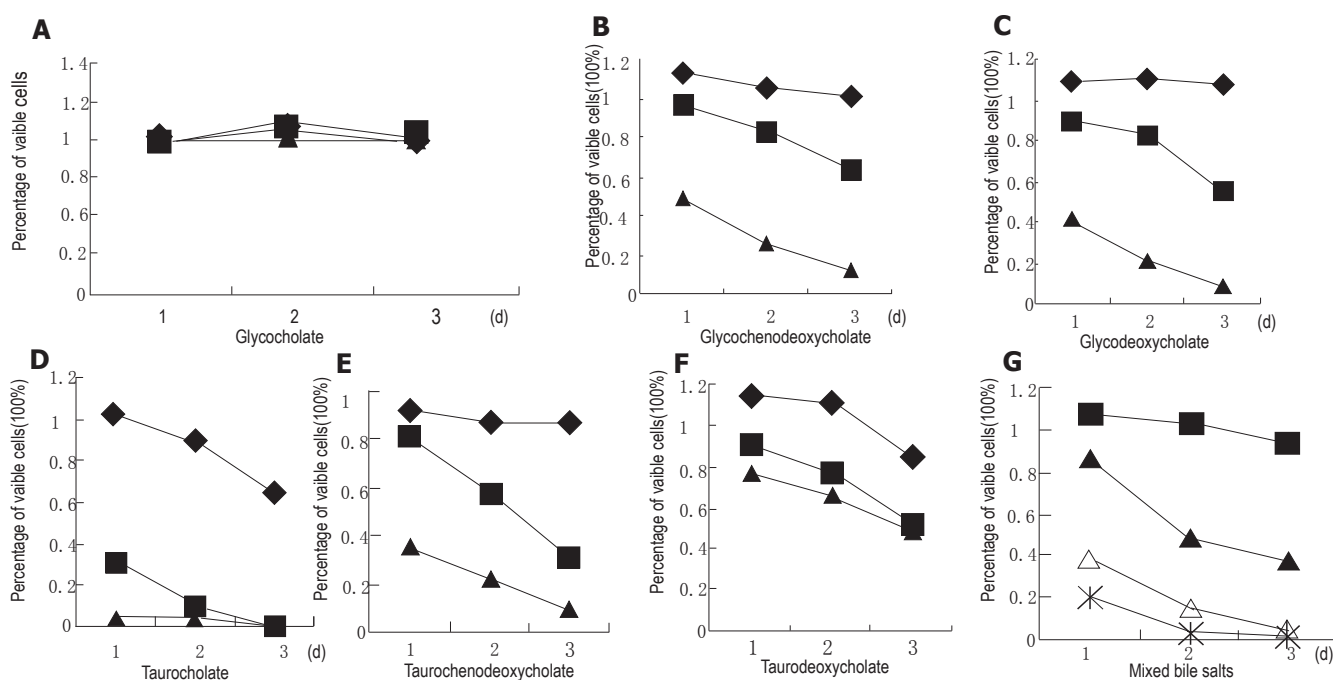 A
Percentage of vaible cells
1.4
1.2
1
0.8
0.6
0.2
0
1 2 3 (d)
Glycocholate
B
Percentage of vaible cells(100%)
1.2
1
0.8
0.6
0.4
0.2
0
1 2 3 (d)
Glycochenodeoxycholate
C
Percentage of vaible cells(100%)
1.2
1
0.8
0.6
0.4
0.2
0
1 2 3 (d)
Glycodeoxycholate
D
Percentage of vaible cells(100%)
1.2
1
0.8
0.6
0.4
0.2
0
1 2 3 (d)
Taurocholate
E
Percentage of vaible cells(100%)
1
0.8
0.6
0.4
0.2
0
1 2 3
Taurochenodeoxycholate
F
Percentage of vaible cells(100%)
1.2
1
0.8
0.6
0.4
0.2
0
1 2 3
Taurodeoxycholate
G
Percentage of vaible cells(100%)
1.2
1
0.8
0.6
0.4
0.2
0
1 2 3 (d)
Mixed bile salts